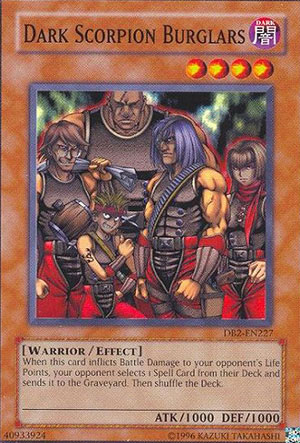 DARK SCORPION BURGLARS
DARK
闇
DB2-EN227
[WARRIOR/EFFECT]
When this card inflicts Battle Damage to your opponent's Life
Points, your opponent selects 1 Spell Card from their Deck and
sends it to the Graveyard. Then shuffle the Deck.
ATK/1000 DEF/1000
40933924
©1996 KAZUKI TAKAHASHI